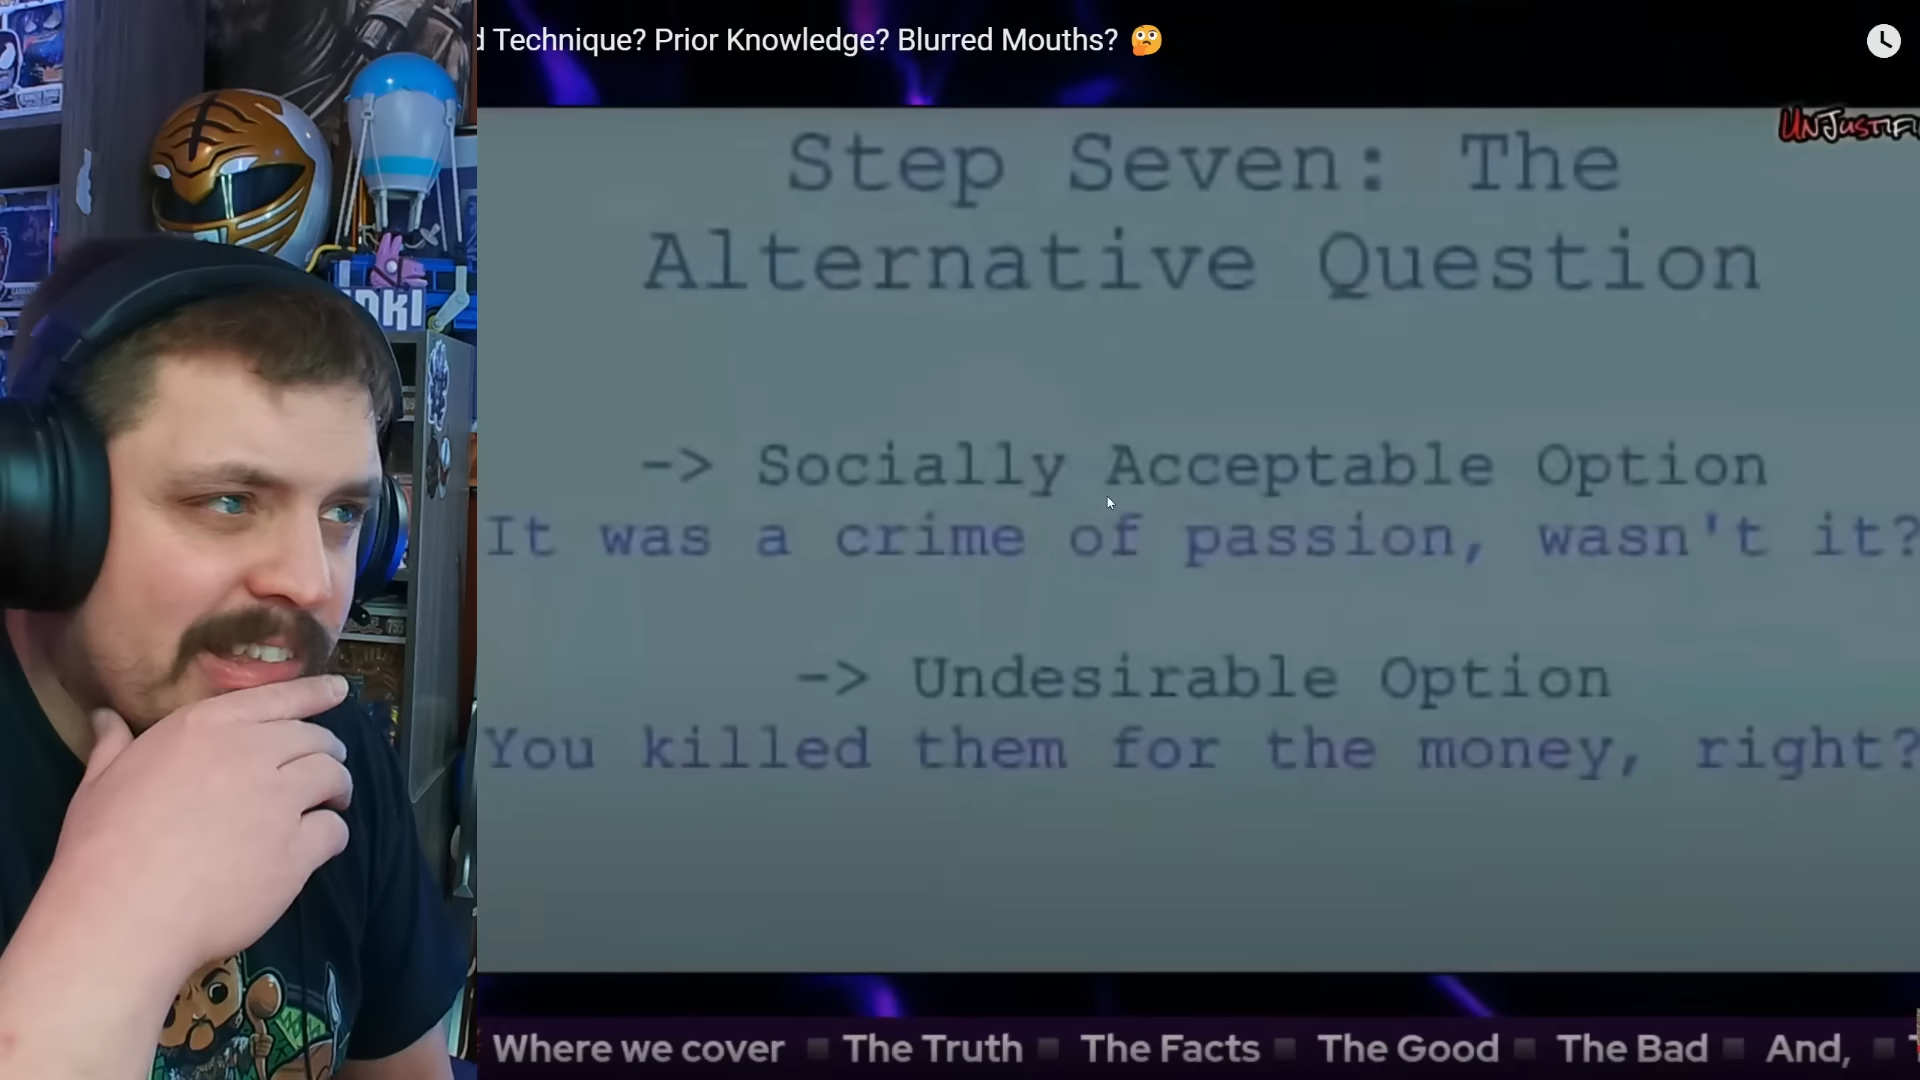 d Technique? Prior Knowledge? Blurred Mouths? 🤔
UNJUSTIFI
Step Seven: The
Alternative Question
-> Socially Acceptable Option
It was a crime of passion, wasn't it?
-> Undesirable Option
You killed them for the money, right?
Where we cover ▪ The Truth ▪ The Facts ▪ The Good ▪ The Bad ▪ And, ▪
755